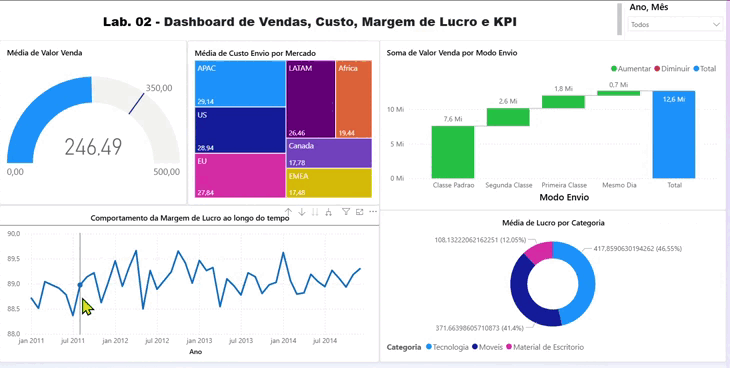 Lab. 02 - Dashboard de Vendas, Custo, Margem de Lucro e KPI
Ano, Mês
Todos
Média de Valor Venda
350,00
246,49
0,00
500,00
Média de Custo Envio por Mercado
APAC
29,14
US
28,94
EU
27,84
LATAM
26,46
Africa
19,44
Canada
17,78
EMEA
17,48
Soma de Valor Venda por Modo Envio
Aumentar
Diminuir
Total
10 Mi
5 Mi
0 Mi
7.6 Mi
2.6 Mi
1.8 Mi
0.7 Mi
12,6 Mi
Classe Padrao
Segunda Classe
Primeira Classe
Mesmo Dia
Total
Modo Envio
Comportamento da Margem de Lucro ao longo do tempo
90,0
89,5
89,0
88,5
88,0
jan 2011
jul 2011
jan 2012
jul 2012
jan 2013
jul 2013
jan 2014
jul 2014
Ano
Média de Lucro por Categoria
108.13222062162251 (12.05%)
417.8590630194262 (46.55%)
371.66398605710873 (41.4%)
Categoria
Tecnologia
Moveis
Material de Escritorio